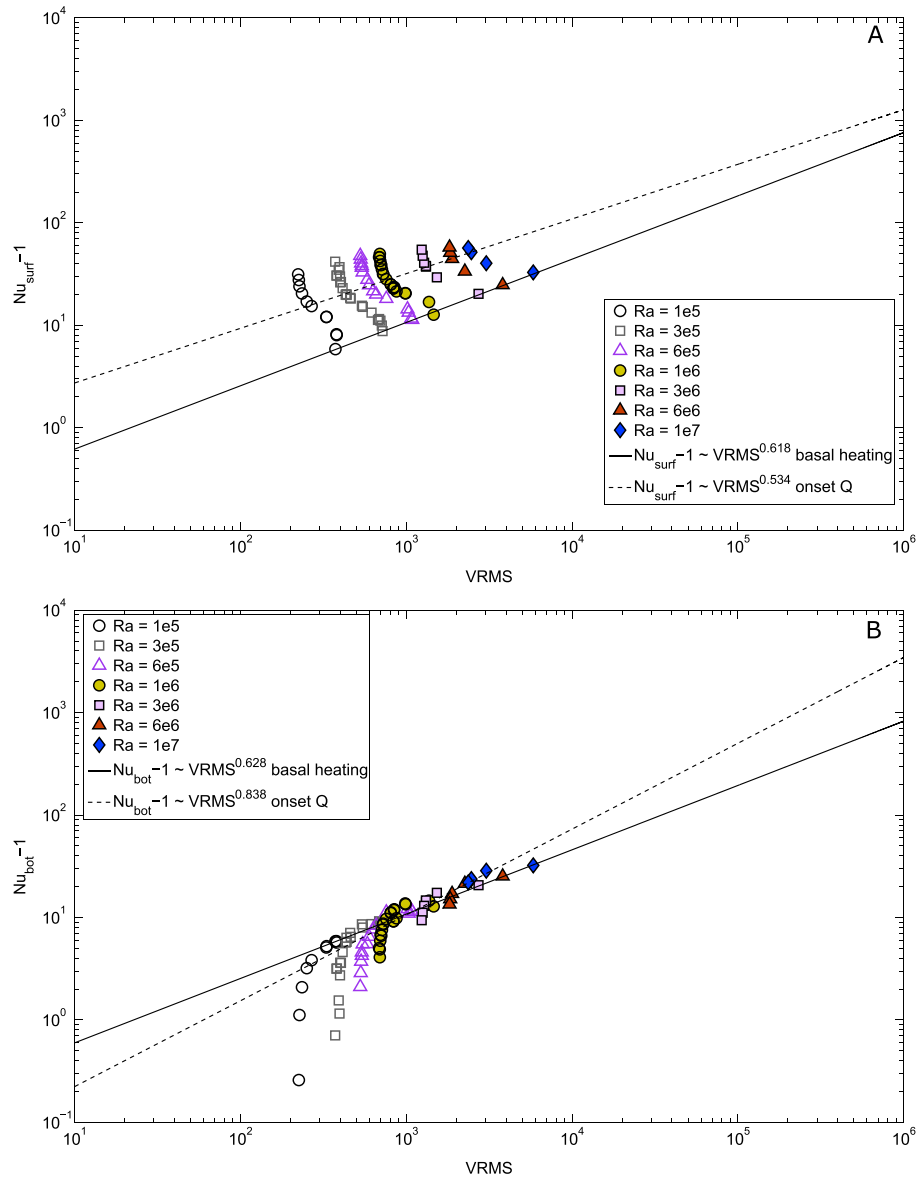 A
10^5
10^4
10^3
10^2
10^1
10^0
10^-1
Nu_surf−1
Ra = 1e5
Ra = 3e5
Ra = 6e5
Ra = 1e6
Ra = 3e6
Ra = 6e6
Ra = 1e7
Nu_surf−1 ~ VRMS^0.618 basal heating
Nu_surf−1 ~ VRMS^0.534 onset Q
10^1 10^2 10^3 10^4 10^5 10^6
VRMS
B
10^4
10^3
10^2
10^1
10^0
10^-1
Nu_bot−1
Ra = 1e5
Ra = 3e5
Ra = 6e5
Ra = 1e6
Ra = 3e6
Ra = 6e6
Ra = 1e7
Nu_bot−1 ~ VRMS^0.628 basal heating
Nu_bot−1 ~ VRMS^0.838 onset Q
10^1 10^2 10^3 10^4 10^5 10^6
VRMS